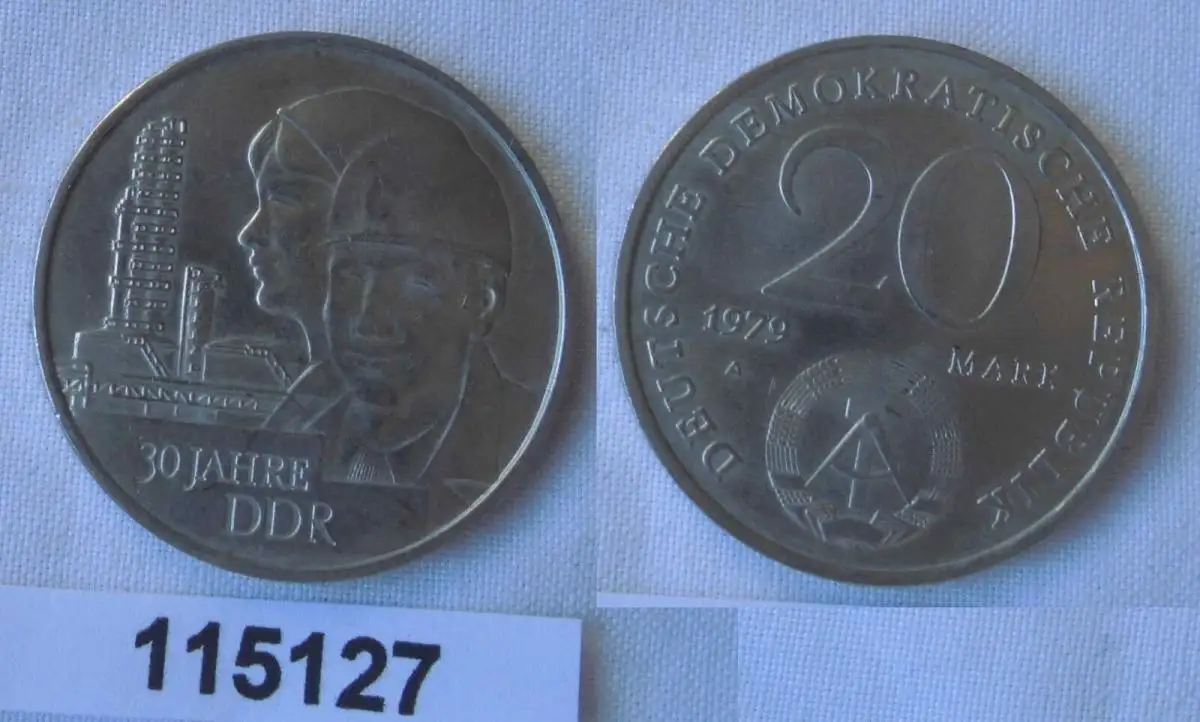 30 JAHRE
DDR
115127
DEUTSCHE DEMOKRATISCHE REPUBLIK
20
1979
MARK
A